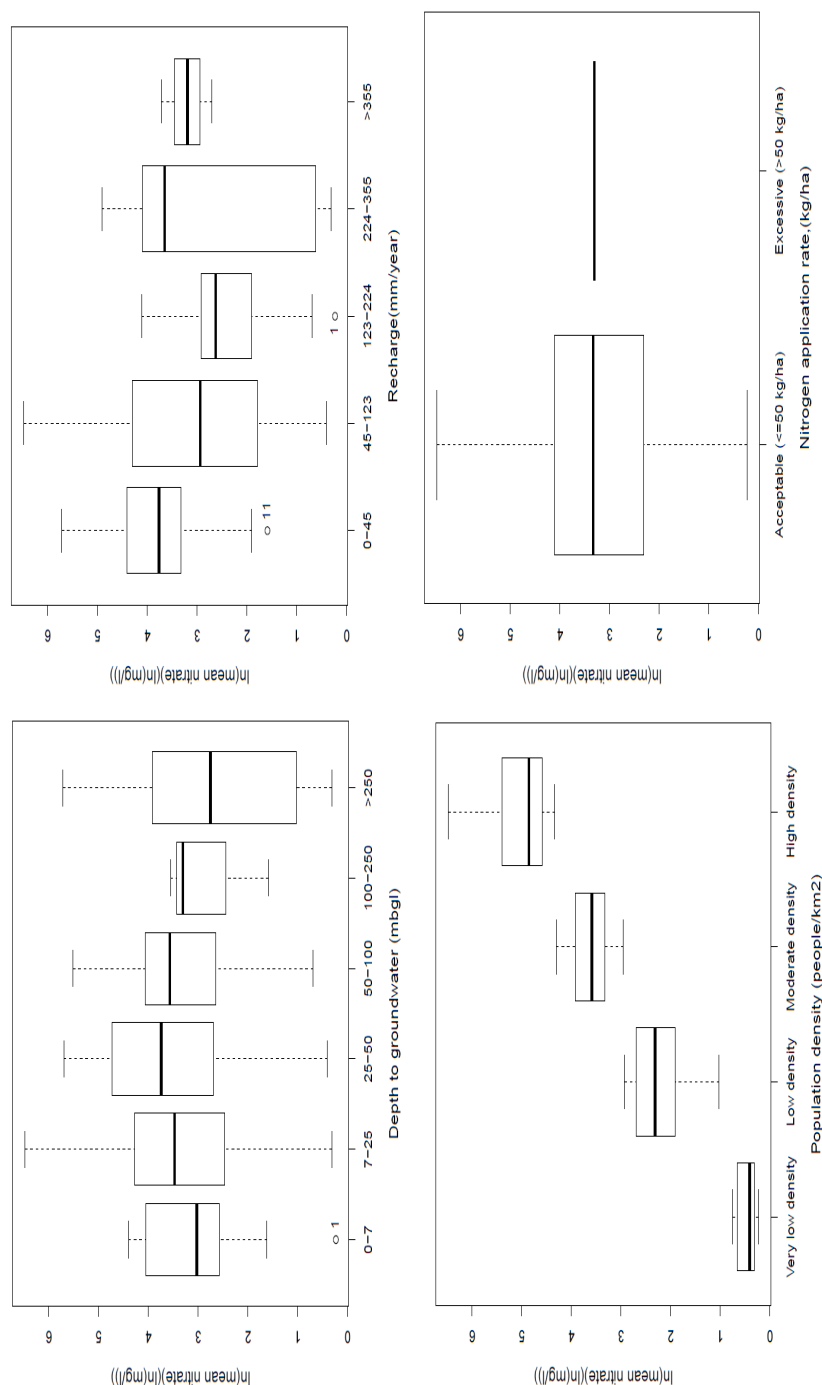 ln(mean nitrate)(ln(mg/l))
0 1 2 3 4 5 6
1
0-7 7-25 25-50 50-100 100-250 >250
Depth to groundwater (mbgl)
ln(mean nitrate)(ln(mg/l))
0 1 2 3 4 5 6
11
1
0-45 45-123 123-224 224-355 >355
Recharge(mm/year)
ln(mean nitrate)(ln(mg/l))
0 1 2 3 4 5 6
Very low density Low density Moderate density High density
Population density (people/km2)
ln(mean nitrate)(ln(mg/l))
0 1 2 3 4 5 6
Acceptable (<=50 kg/ha) Excessive (>50 kg/ha)
Nitrogen application rate,(kg/ha)